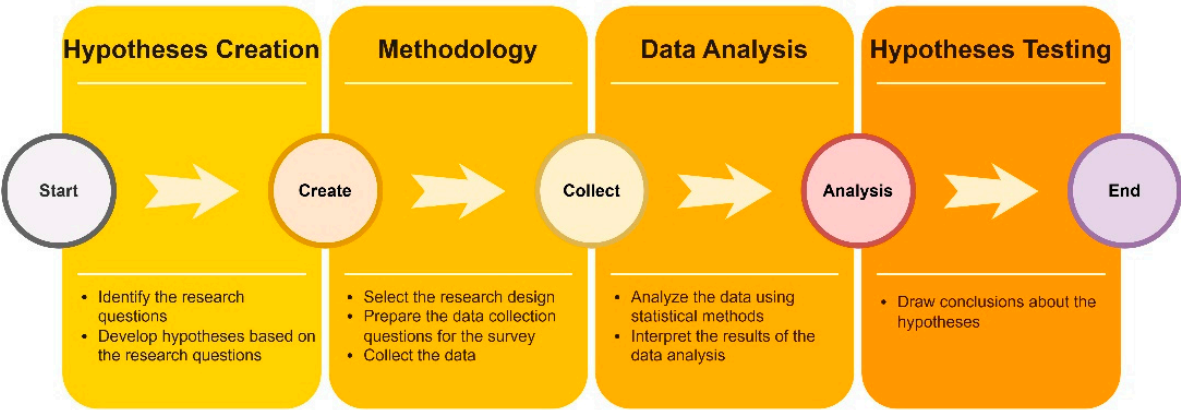 Hypotheses Creation
Methodology
Data Analysis
Hypotheses Testing
Start
Create
Collect
Analysis
End
• Identify the research
questions
• Develop hypotheses based on
the research questions
• Select the research design
• Prepare the data collection
questions for the survey
• Collect the data
• Analyze the data using
statistical methods
• Interpret the results of the
data analysis
• Draw conclusions about the
hypotheses